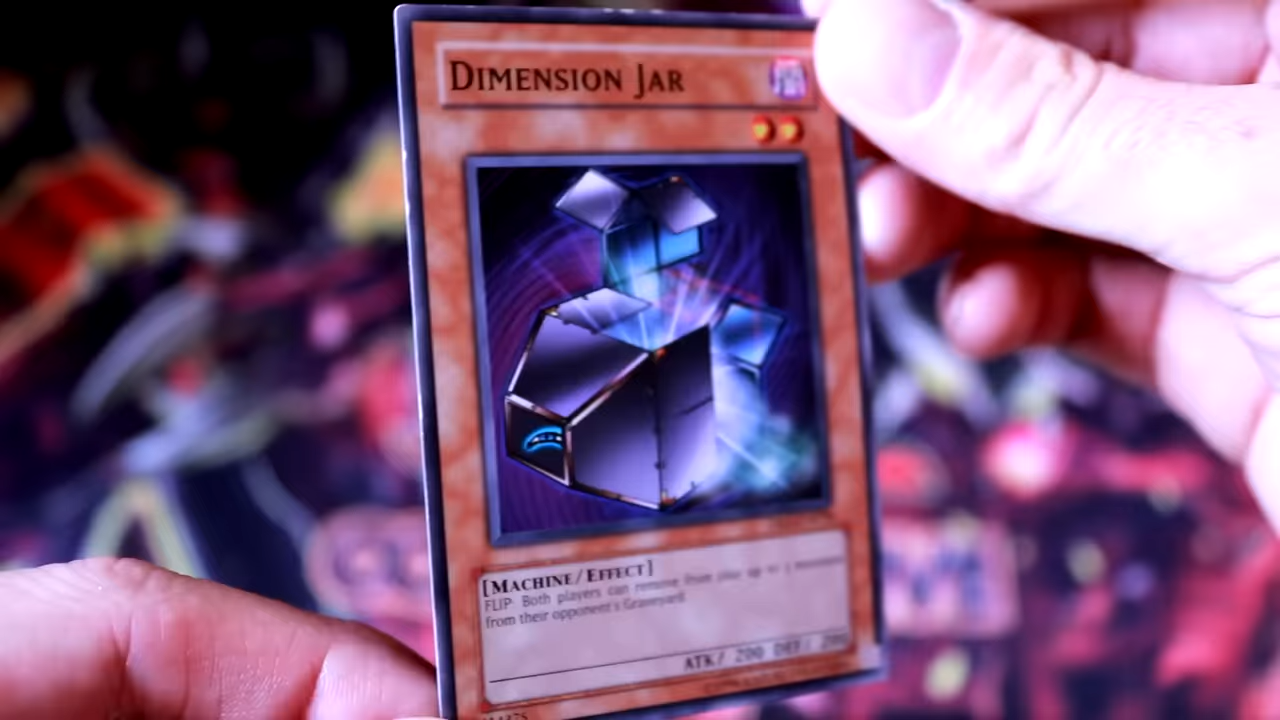 DIMENSION JAR
[MACHINE/EFFECT]
FLIP: Both players can remove from play up to 3 monsters
from their opponent's Graveyard.
ATK/ 200 DEF/ 200